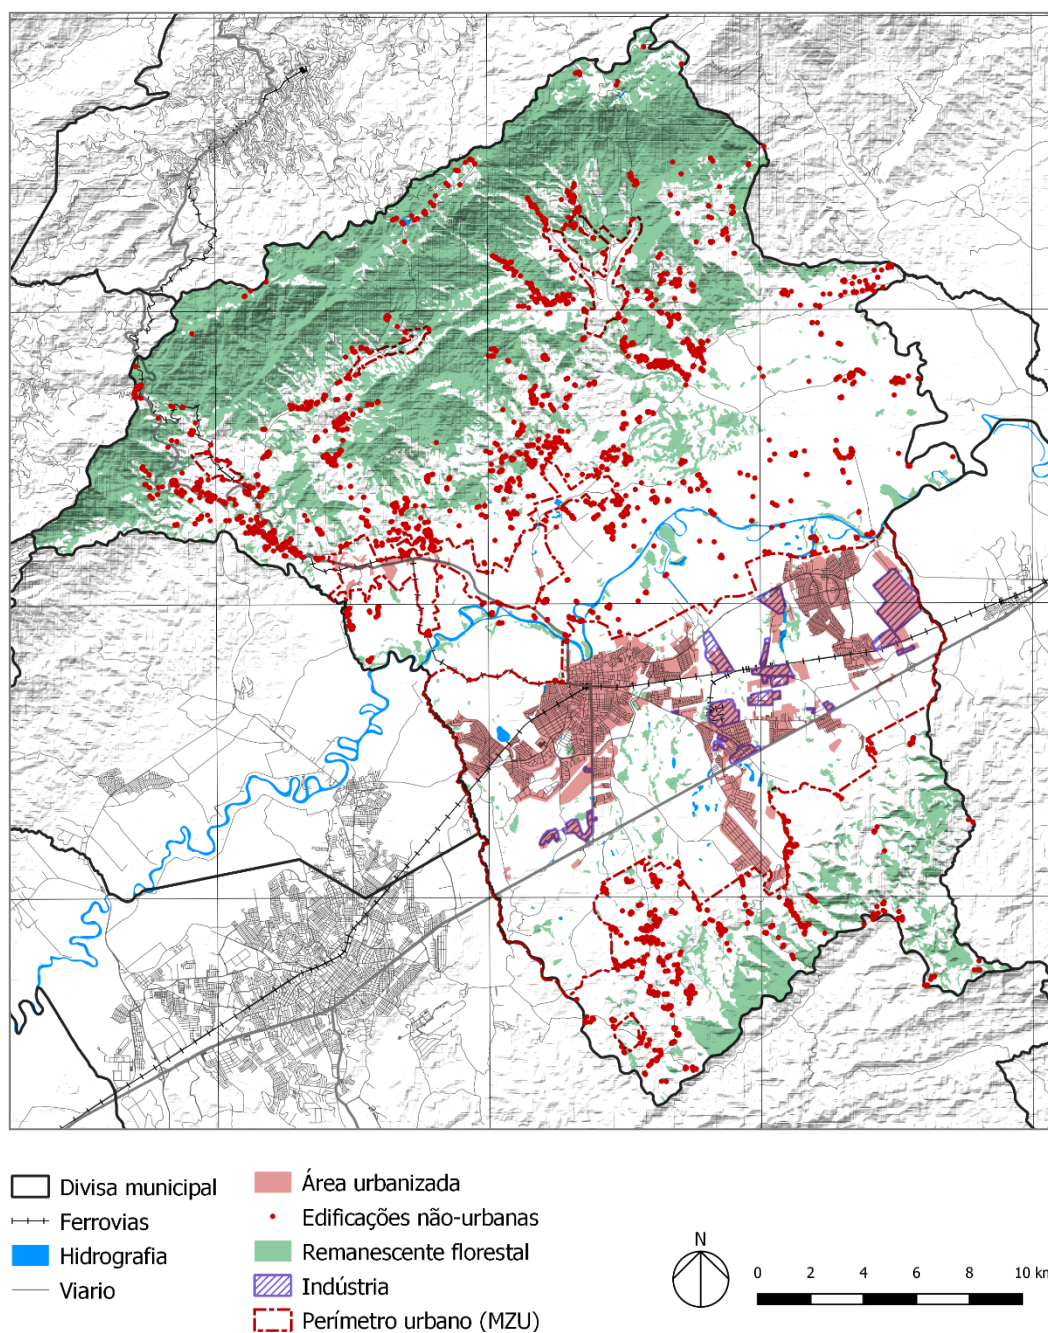 Divisa municipal
Ferrovias
Hidrografia
Viario
Área urbanizada
Edificações não-urbanas
Remanescente florestal
Indústria
Perímetro urbano (MZU)
N
0 2 4 6 8 10 km